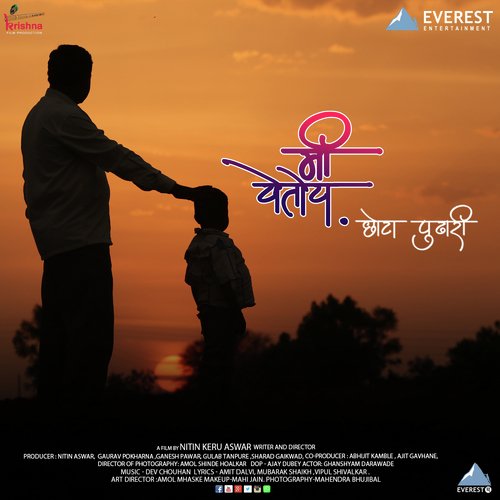 Krishna
FILM PRODUCTION
EVEREST
ENTERTAINMENT
मी
येतोय.
छोटा पुढारी
A FILM BY NITIN KERU ASWAR WRITER AND DIRECTOR
PRODUCER : NITIN ASWAR, GAURAV POKHARNA ,GANESH PAWAR, GULAB TANPURE ,SHARAD GAIKWAD, CO-PRODUCER : ABHIJIT KAMBLE , AJIT GAVHANE,
DIRECTOR OF PHOTOGRAPHY: AMOL SHINDE HOALKAR DOP - AJAY DUBEY ACTOR: GHANSHYAM DARAWADE
MUSIC - DEV CHOUHAN LYRICS - AMIT DALVI, MUBARAK SHAIKH ,VIPUL SHIVALKAR .
ART DIRECTOR :AMOL MHASKE MAKEUP-MAHI JAIN. PHOTOGRAPHY-MAHENDRA BHUJIBAL
EVEREST